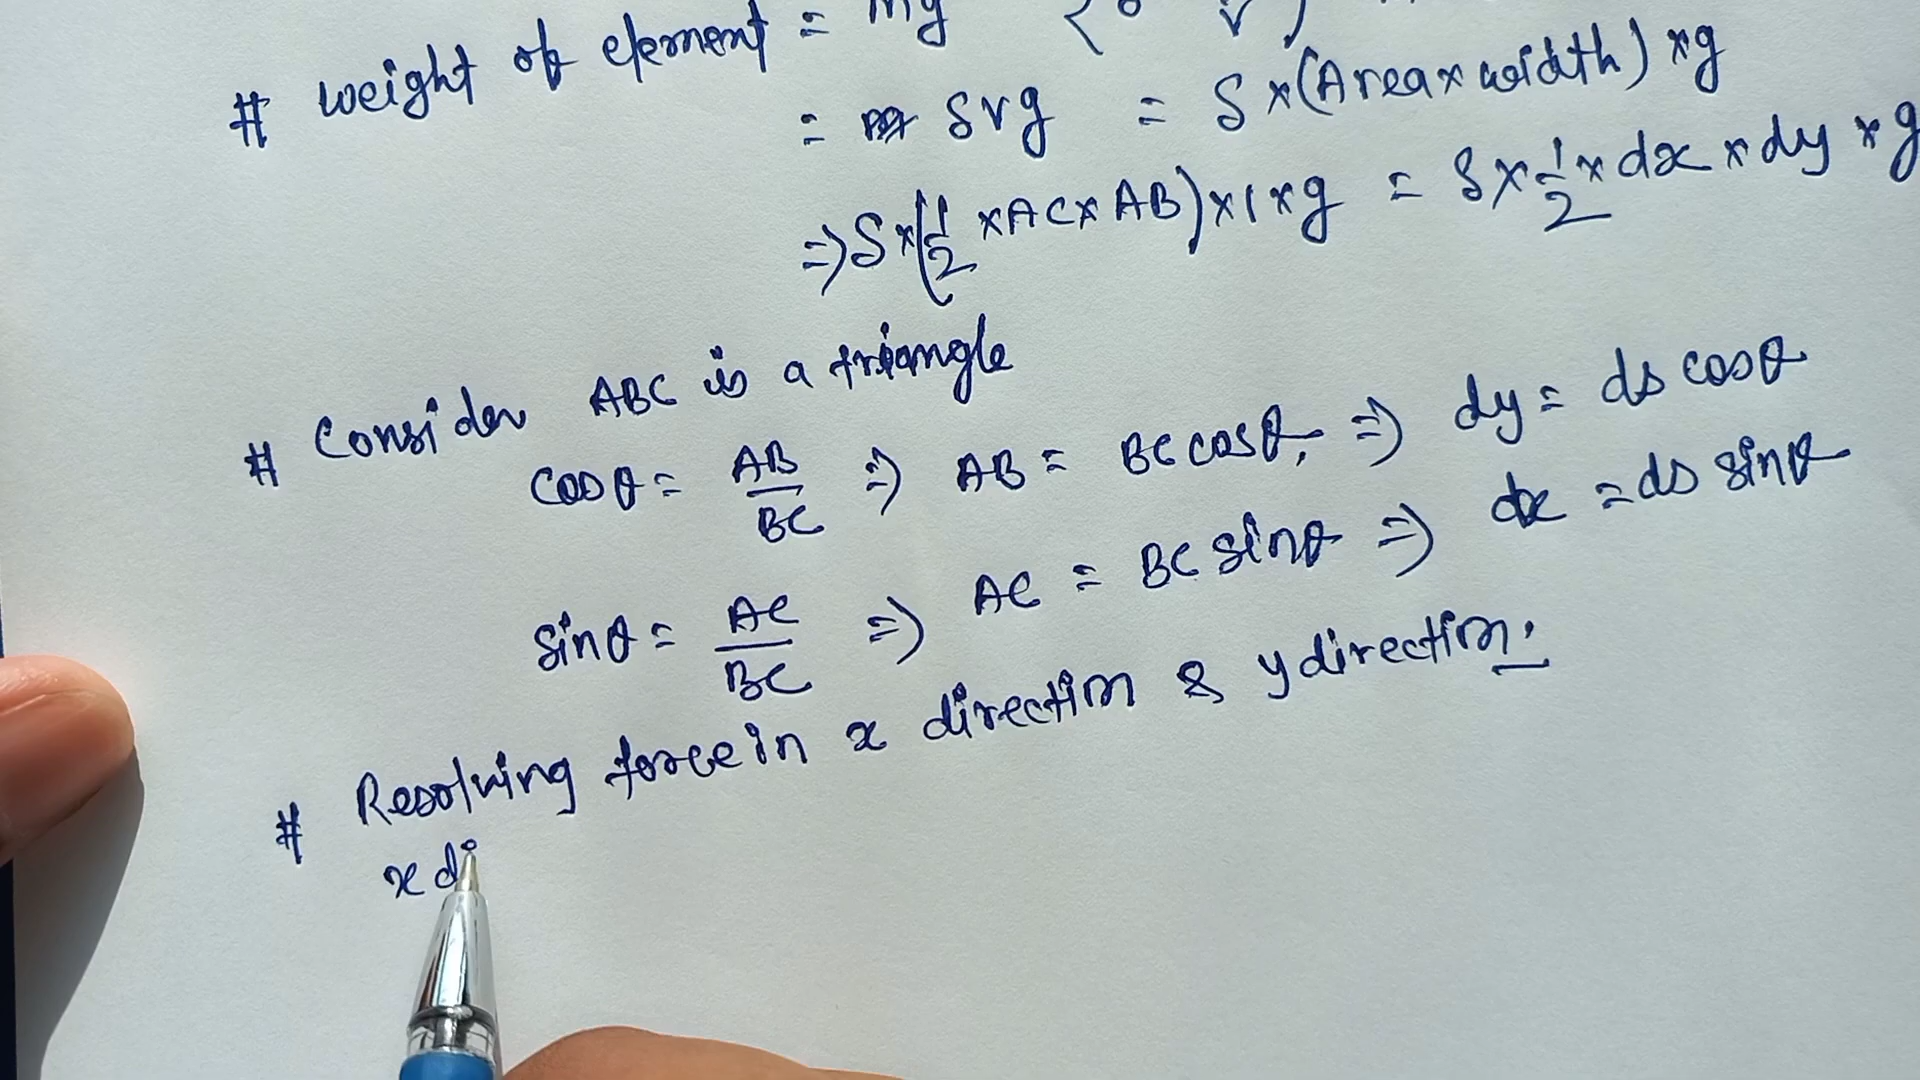 # weight of element = mg
= svg = S x (Area x width) x g
=> S x (1/2 x AC x AB) x 1 x g = S x 1/2 x dx x dy x g
# Consider ABC is a triangle
cosθ = AB/BC => AB = BC cosθ, => dy = ds cosθ
sinθ = AC/BC => AC = BC sinθ => dx = ds sinθ
# Resolving force in x direction & y direction.
x di